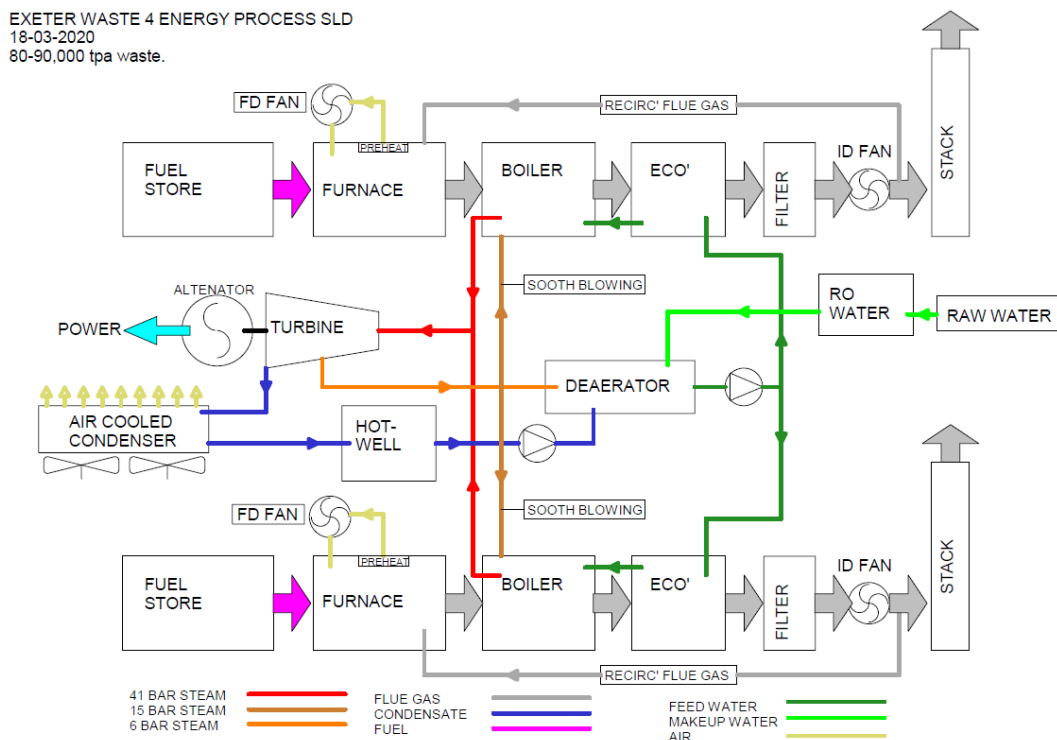 EXETER WASTE 4 ENERGY PROCESS SLD
18-03-2020
80-90,000 tpa waste.
FD FAN
RECIRC' FLUE GAS
PREHEAT
FUEL
STORE
FURNACE
BOILER
ECO'
FILTER
ID FAN
STACK
SOOTH BLOWING
ALTENATOR
POWER
TURBINE
RO
WATER
RAW WATER
DEAERATOR
AIR COOLED
CONDENSER
HOT-
WELL
SOOTH BLOWING
FD FAN
PREHEAT
FUEL
STORE
FURNACE
BOILER
ECO'
FILTER
ID FAN
STACK
RECIRC' FLUE GAS
41 BAR STEAM
15 BAR STEAM
6 BAR STEAM
FLUE GAS
CONDENSATE
FUEL
FEED WATER
MAKEUP WATER
AIR